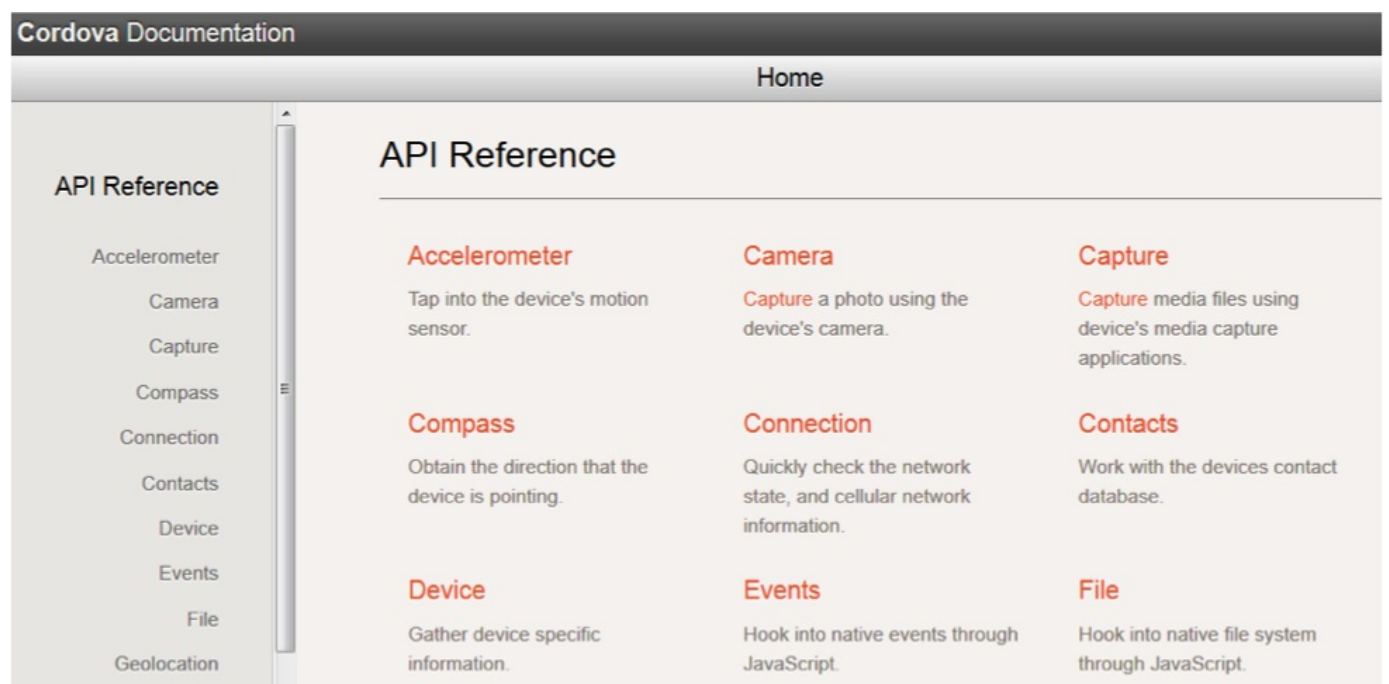 Cordova Documentation
Home
API Reference
Accelerometer
Camera
Capture
Compass
Connection
Contacts
Device
Events
File
Geolocation
API Reference
Accelerometer
Tap into the device's motion
sensor.
Camera
Capture a photo using the
device's camera.
Capture
Capture media files using
device's media capture
applications.
Compass
Obtain the direction that the
device is pointing.
Connection
Quickly check the network
state, and cellular network
information.
Contacts
Work with the devices contact
database.
Device
Gather device specific
information.
Events
Hook into native events through
JavaScript.
File
Hook into native file system
through JavaScript.